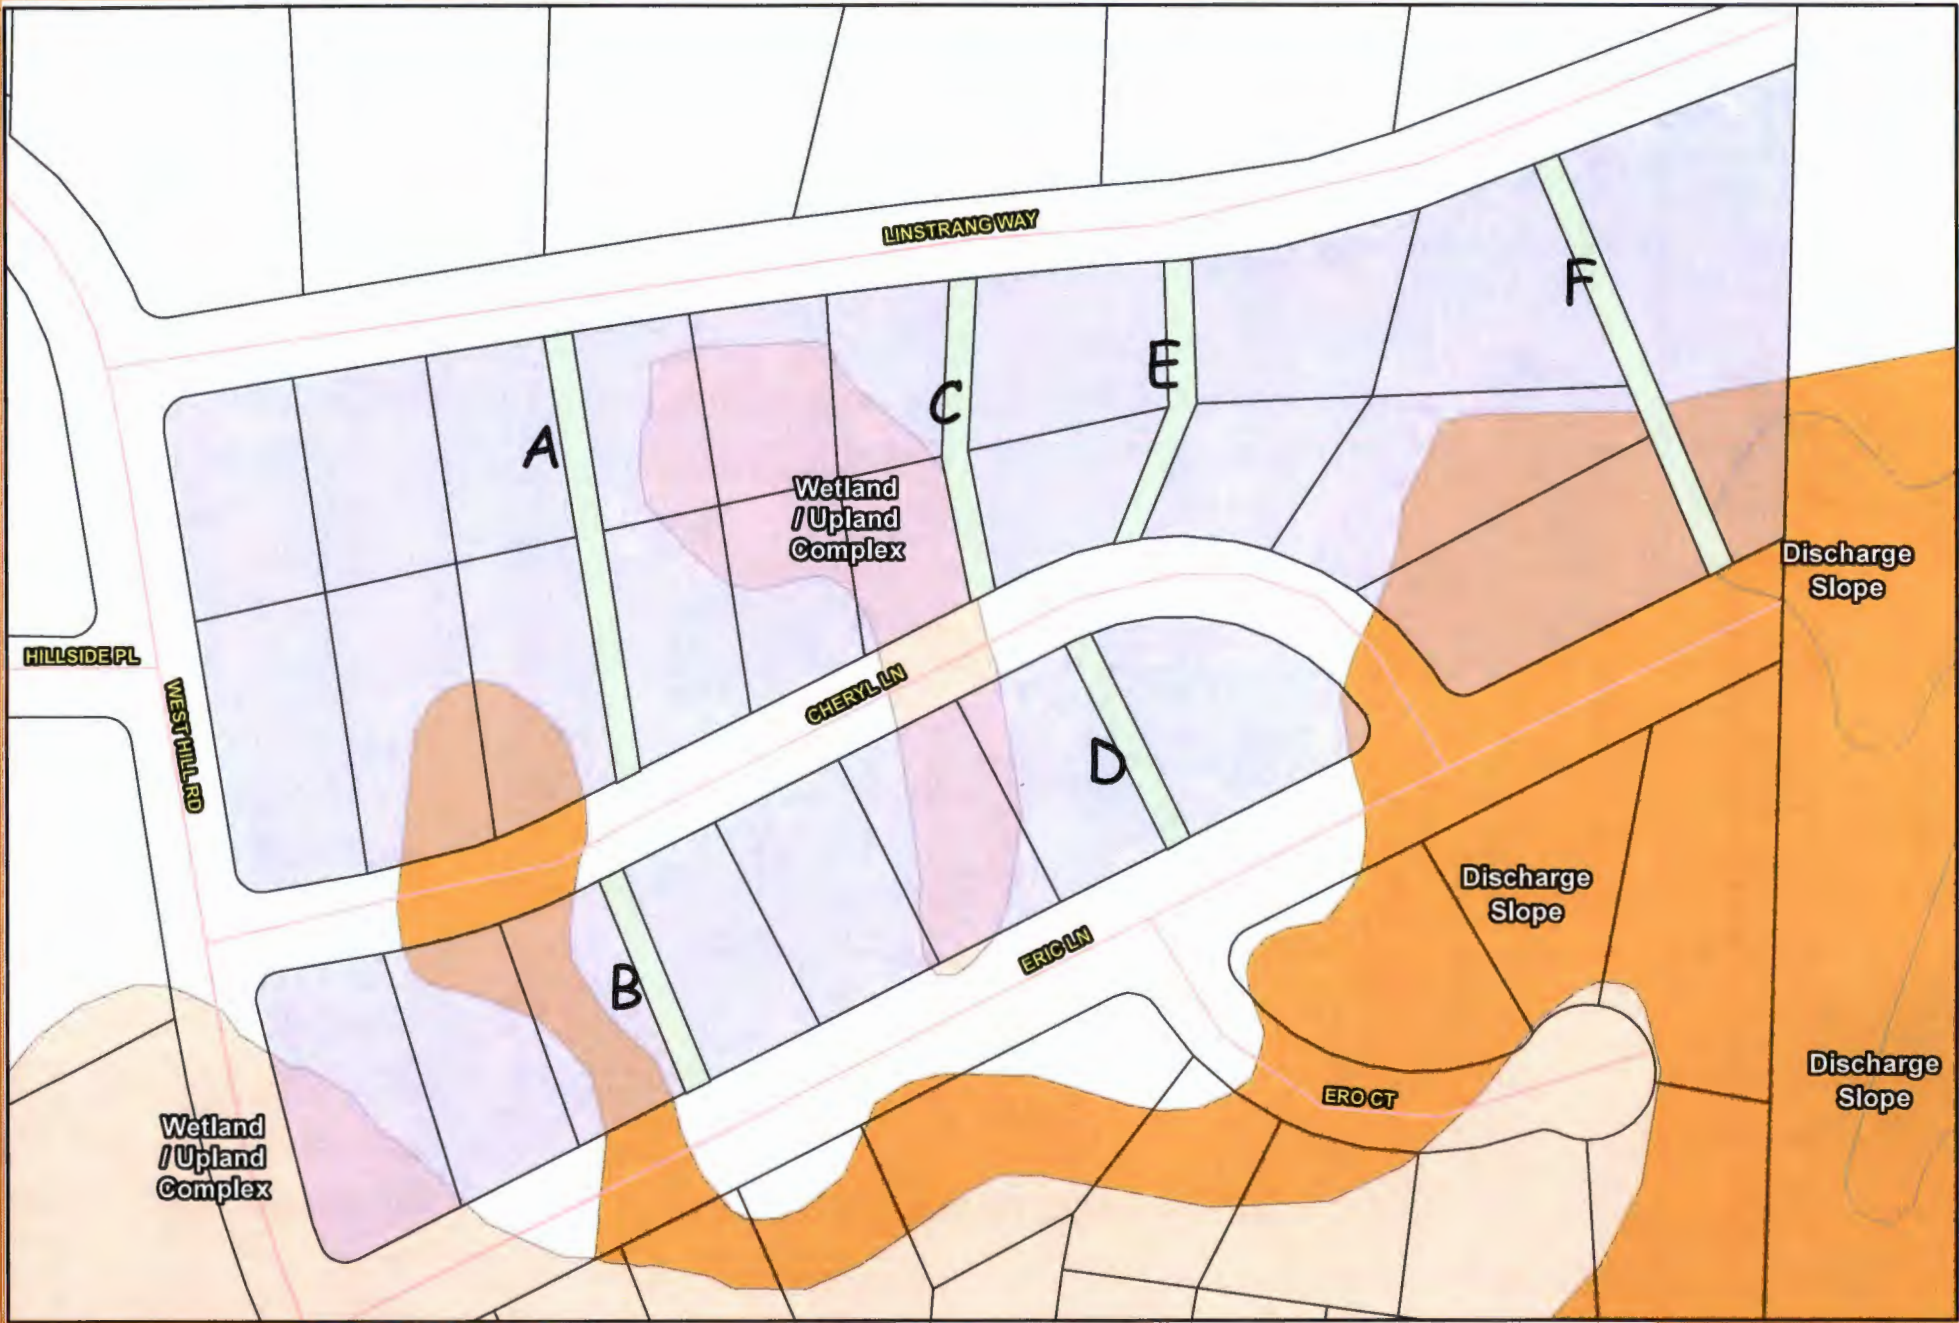 LINSTRANG WAY
F
E
C
A
Wetland
/ Upland
Complex
Discharge
Slope
HILLSIDE PL
WEST HILL RD
CHERYL LN
D
Discharge
Slope
B
ERIC LN
Discharge
Slope
ERO CT
Wetland
/ Upland
Complex